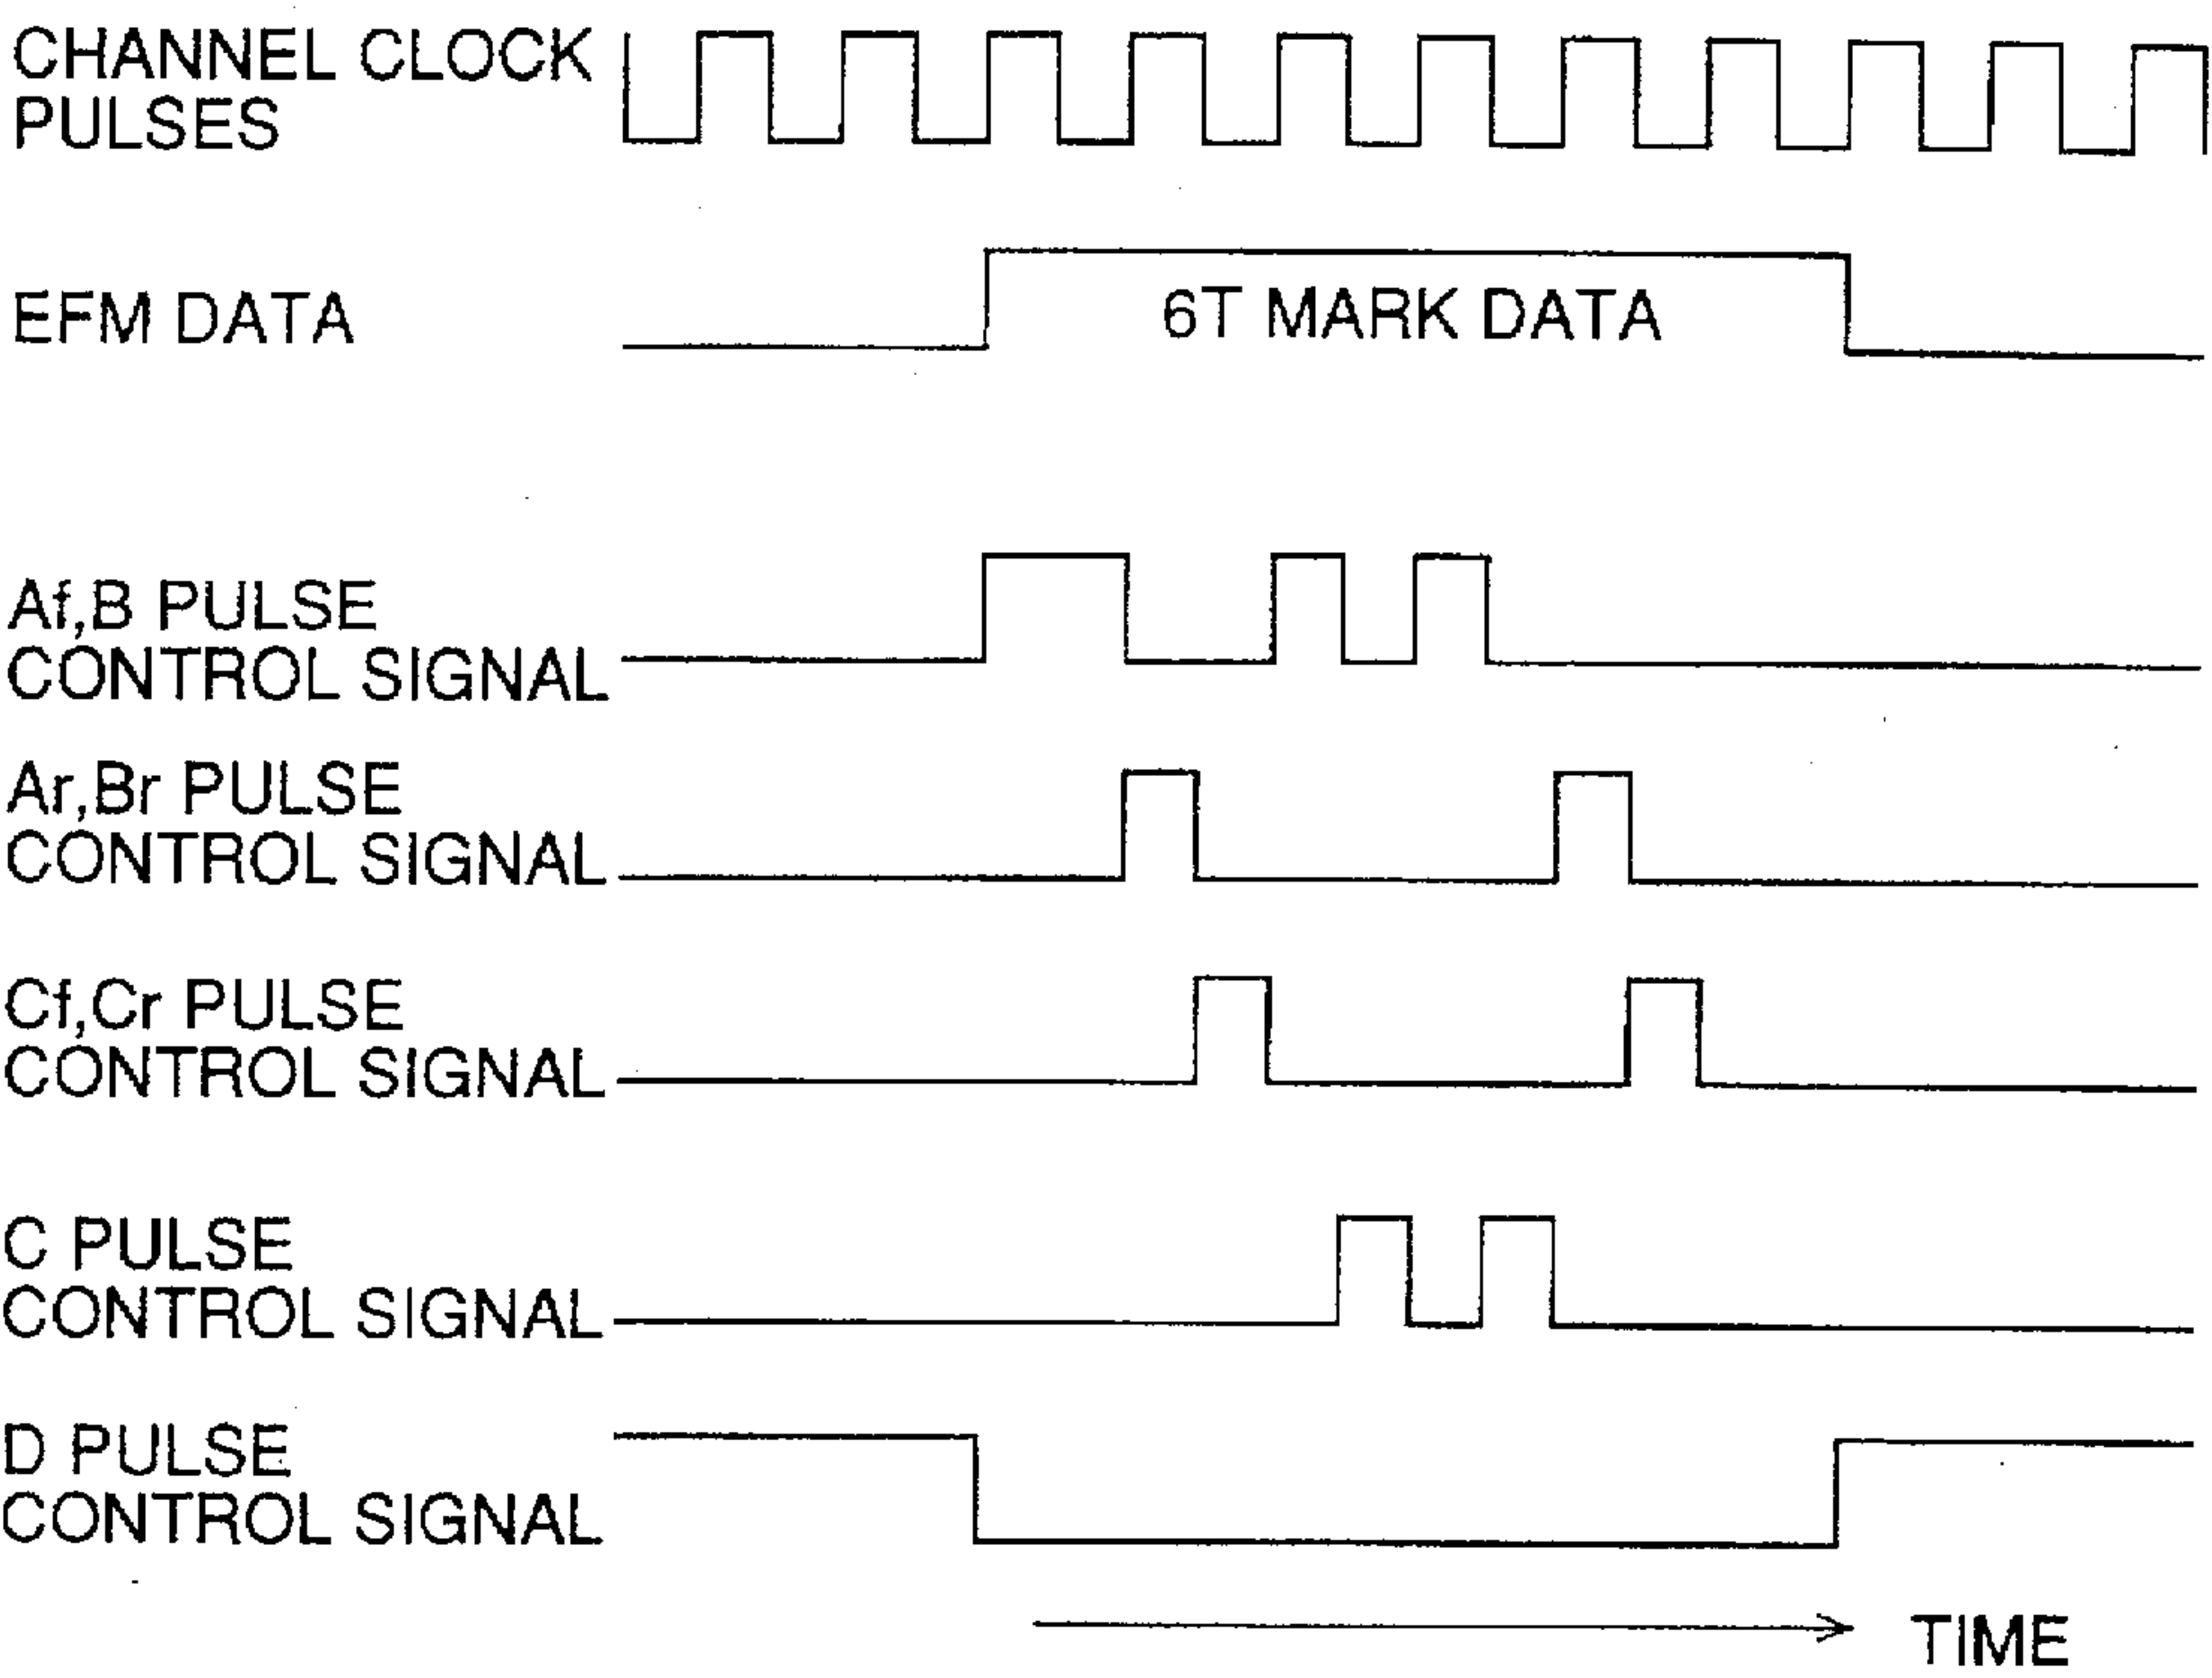 CHANNEL CLOCK
PULSES
EFM DATA
6T MARK DATA
Af,B PULSE
CONTROL SIGNAL
Ar,Br PULSE
CONTROL SIGNAL
Cf,Cr PULSE
CONTROL SIGNAL
C PULSE
CONTROL SIGNAL
D PULSE
CONTROL SIGNAL
TIME